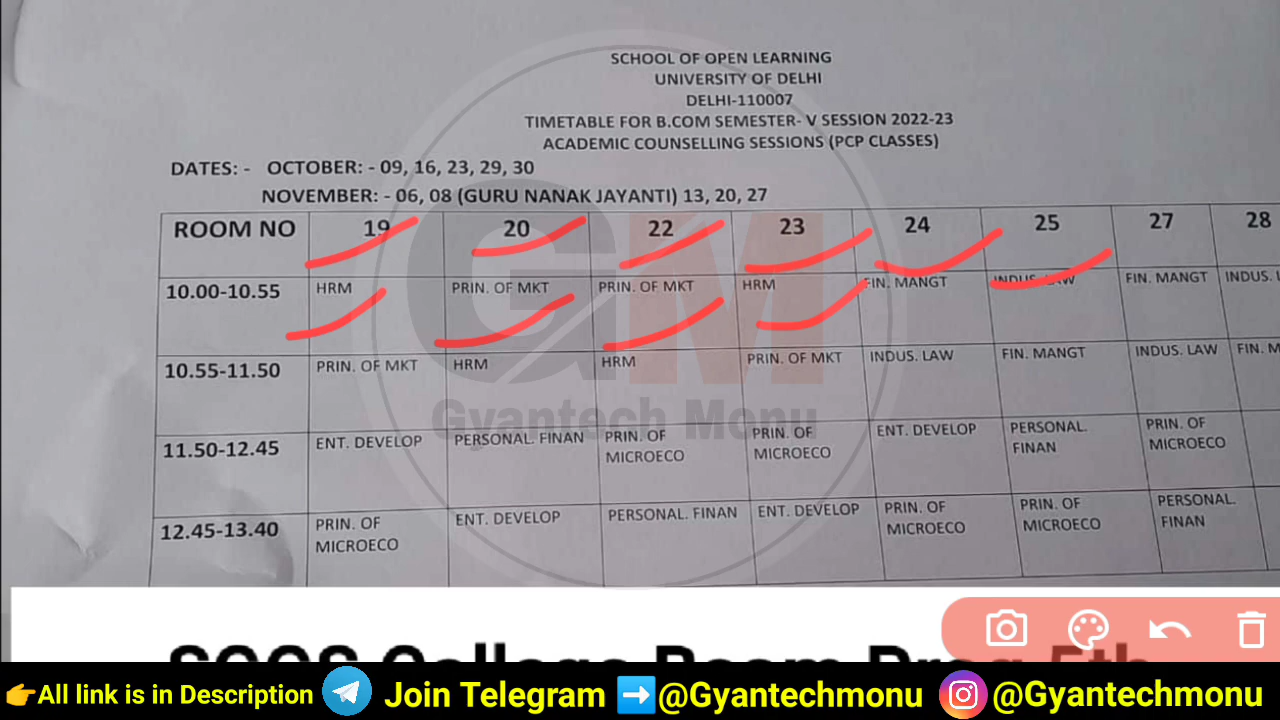 SCHOOL OF OPEN LEARNING
UNIVERSITY OF DELHI
DELHI-110007
TIMETABLE FOR B.COM SEMESTER- V SESSION 2022-23
ACADEMIC COUNSELLING SESSIONS (PCP CLASSES)
DATES: - OCTOBER: - 09, 16, 23, 29, 30
NOVEMBER: - 06, 08 (GURU NANAK JAYANTI) 13, 20, 27
ROOM NO 19 20 22 23 24 25 27 28
10.00-10.55 HRM PRIN. OF MKT PRIN. OF MKT HRM FIN. MANGT INDUS. LAW FIN. MANGT INDUS.
10.55-11.50 PRIN. OF MKT HRM HRM PRIN. OF MKT INDUS. LAW FIN. MANGT INDUS. LAW FIN. M
11.50-12.45 ENT. DEVELOP PERSONAL. FINAN PRIN. OF MICROECO PRIN. OF MICROECO ENT. DEVELOP PERSONAL. FINAN PRIN. OF MICROECO
12.45-13.40 PRIN. OF MICROECO ENT. DEVELOP PERSONAL. FINAN ENT. DEVELOP PRIN. OF MICROECO PRIN. OF MICROECO PERSONAL. FINAN
GM
Gyantech Monu
👉All link is in Description Join Telegram ➡️@Gyantechmonu @Gyantechmonu